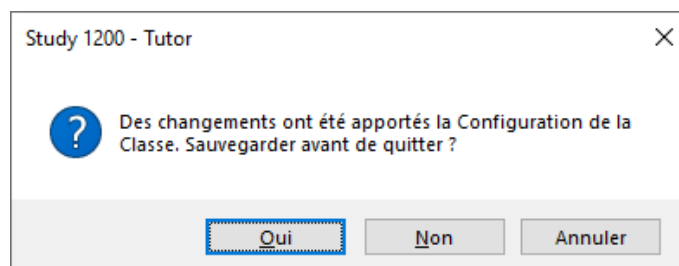 Study 1200 - Tutor
Des changements ont été apportés la Configuration de la
Classe. Sauvegarder avant de quitter ?
Oui
Non
Annuler